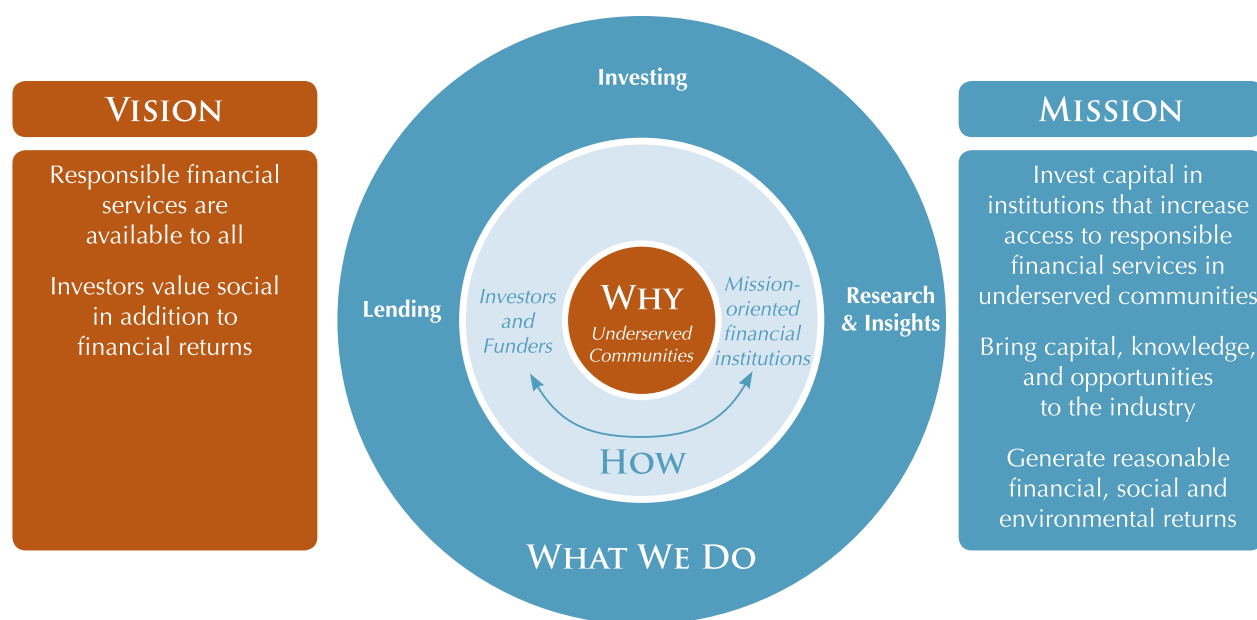 VISION
Responsible financial
services are
available to all
Investors value social
in addition to
financial returns
Investing
Lending
Research
& Insights
Investors
and
Funders
WHY
Underserved
Communities
Mission-
oriented
financial
institutions
HOW
WHAT WE DO
MISSION
Invest capital in
institutions that increase
access to responsible
financial services in
underserved communities
Bring capital, knowledge,
and opportunities
to the industry
Generate reasonable
financial, social and
environmental returns